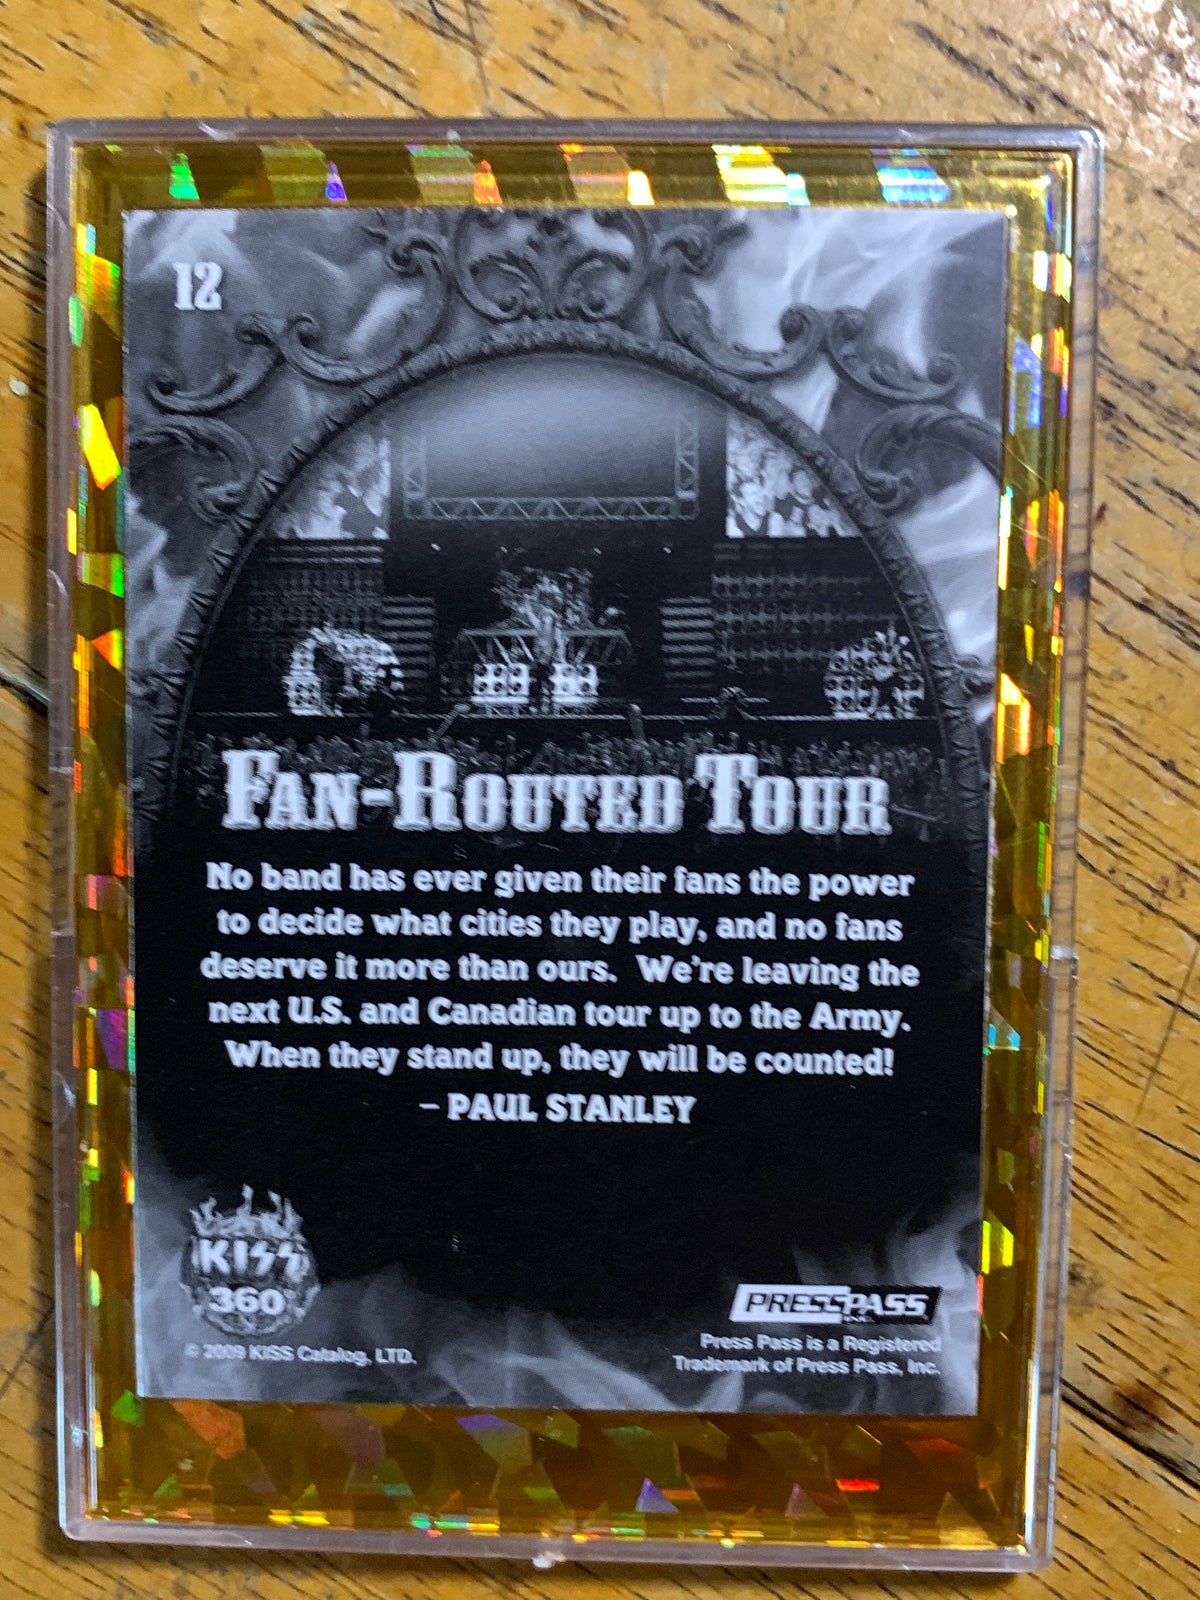 12
FAN-ROUTED TOUR
No band has ever given their fans the power
to decide what cities they play, and no fans
deserve it more than ours. We're leaving the
next U.S. and Canadian tour up to the Army.
When they stand up, they will be counted!
– PAUL STANLEY
KISS
360°
© 2009 KISS Catalog, LTD.
PRESS PASS
INC.
Press Pass is a Registered
Trademark of Press Pass, Inc.